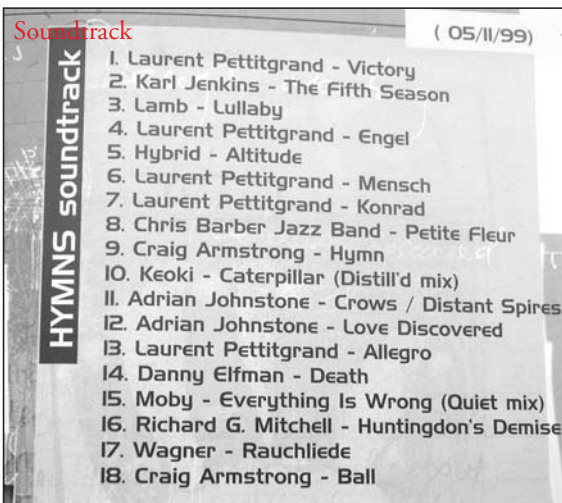 Soundtrack
( 05/11/99)
HYMNS soundtrack
1. Laurent Pettitgrand - Victory
2. Karl Jenkins - The Fifth Season
3. Lamb - Lullaby
4. Laurent Pettitgrand - Engel
5. Hybrid - Altitude
6. Laurent Pettitgrand - Mensch
7. Laurent Pettitgrand - Konrad
8. Chris Barber Jazz Band - Petite Fleur
9. Craig Armstrong - Hymn
10. Keoki - Caterpillar (Distill'd mix)
11. Adrian Johnstone - Crows / Distant Spires
12. Adrian Johnstone - Love Discovered
13. Laurent Pettitgrand - Allegro
14. Danny Elfman - Death
15. Moby - Everything Is Wrong (Quiet mix)
16. Richard G. Mitchell - Huntingdon's Demise
17. Wagner - Rauchliede
18. Craig Armstrong - Ball